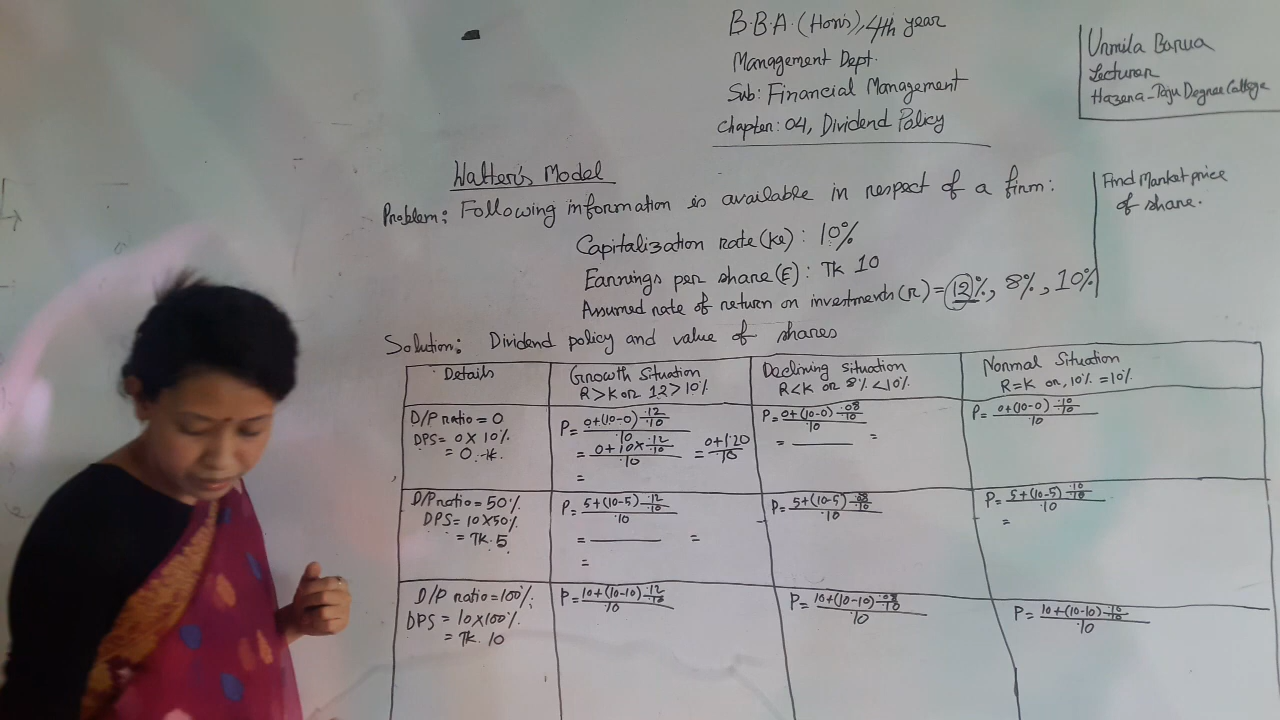 B.B.A. (Hon's), 4th year
Management Dept.
Sub: Financial Management
Chapter: 04, Dividend Policy
Urmila Barua
Lecturer
Hazera-Taju Degree College
Walter's Model
Problem: Following information is available in respect of a firm:
Capitalization rate (ke) : 10%
Earnings per share (E) : Tk 10
Assumed rate of return on investments (r) = 12%, 8%, 10%
Find Market price
of share.
Solution: Dividend policy and value of shares
Details
Growth Situation
R > K or 12 > 10%
Declining Situation
R < K or 8% < 10%
Normal Situation
R = K or, 10% = 10%
D/P ratio = 0
DPS = 0 X 10%
= 0 Tk.
P = 0+(10-0) .12/.10 / .10
= 0+10 x .12/.10 / .10 = 0+1.20 / 10
=
P = 0+(10-0) .08/.10 / .10
= =
P = 0+(10-0) .10/.10 / .10
D/P ratio = 50%
DPS = 10 X 50%
= TK. 5
P = 5+(10-5) .12/.10 / .10
= =
=
P = 5+(10-5) .08/.10 / .10
P = 5+(10-5) .10/.10 / .10
=
D/P ratio = 100%
DPS = 10 x 100%
= TK. 10
P = 10+(10-10) .12/.10 / .10
P = 10+(10-10) .08/.10 / .10
P = 10+(10-10) .10/.10 / .10